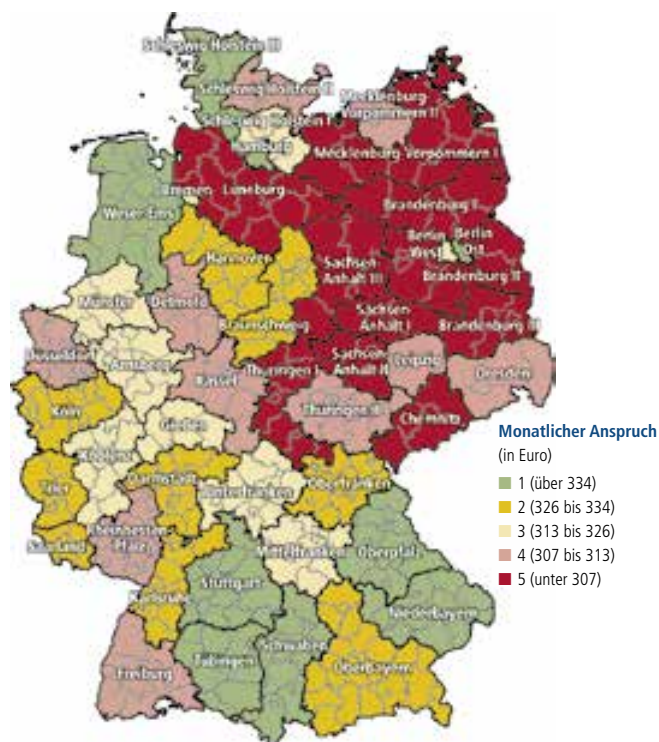 Schleswig Holstein III
Schleswig Holstein II
Mecklenburg-
Vorpommern II
Schleswig Holstein I
Hamburg
Mecklenburg-Vorpommern I
Bremen
Lüneburg
Weser-Ems
Brandenburg I
Berlin
West
Berlin
Ost
Hannover
Sachsen-
Anhalt III
Brandenburg II
Münster
Detmold
Braunschweig
Sachsen-
Anhalt I
Brandenburg III
Düsseldorf
Arnsberg
Kassel
Thüringen I
Sachsen-
Anhalt II
Leipzig
Dresden
Köln
Gießen
Thüringen II
Chemnitz
Koblenz
Trier
Darmstadt
Unterfranken
Oberfranken
Saarland
Rheinhessen-
Pfalz
Mittelfranken
Oberpfalz
Karlsruhe
Stuttgart
Niederbayern
Freiburg
Tübingen
Schwaben
Oberbayern
Monatlicher Anspruch
(in Euro)
1 (über 334)
2 (326 bis 334)
3 (313 bis 326)
4 (307 bis 313)
5 (unter 307)